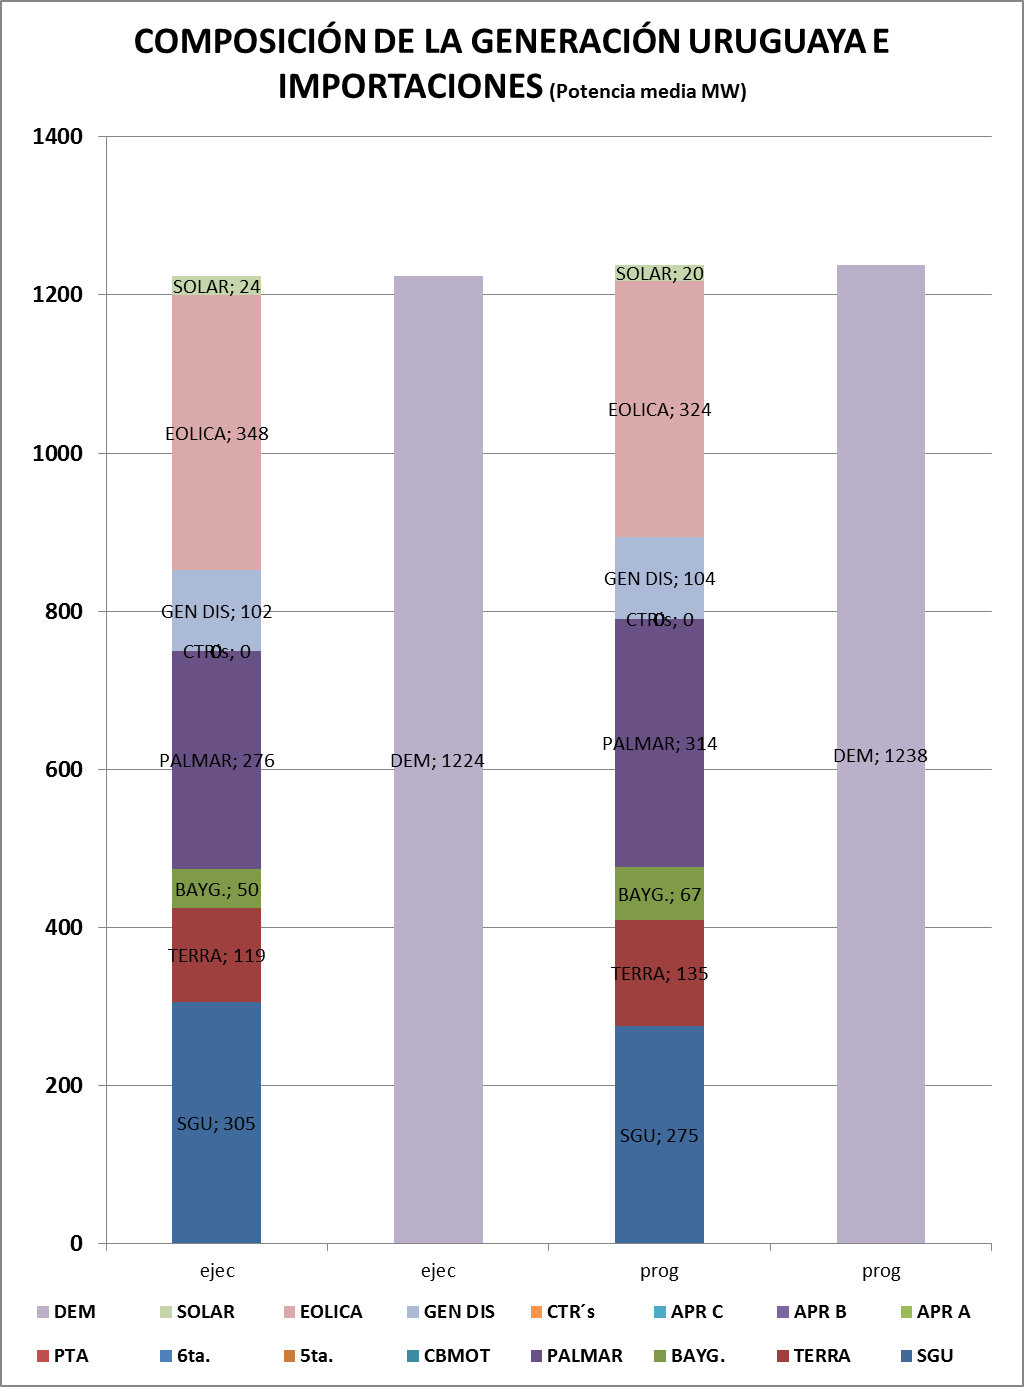 COMPOSICIÓN DE LA GENERACIÓN URUGUAYA E
IMPORTACIONES (Potencia media MW)
1400
1200
1000
800
600
400
200
0
SOLAR; 24
EOLICA; 348
GEN DIS; 102
CTR´s; 0
PALMAR; 276
BAYG.; 50
TERRA; 119
SGU; 305
DEM; 1224
SOLAR; 20
EOLICA; 324
GEN DIS; 104
CTR´s; 0
PALMAR; 314
BAYG.; 67
TERRA; 135
SGU; 275
DEM; 1238
ejec ejec prog prog
DEM SOLAR EOLICA GEN DIS CTR´s APR C APR B APR A
PTA 6ta. 5ta. CBMOT PALMAR BAYG. TERRA SGU